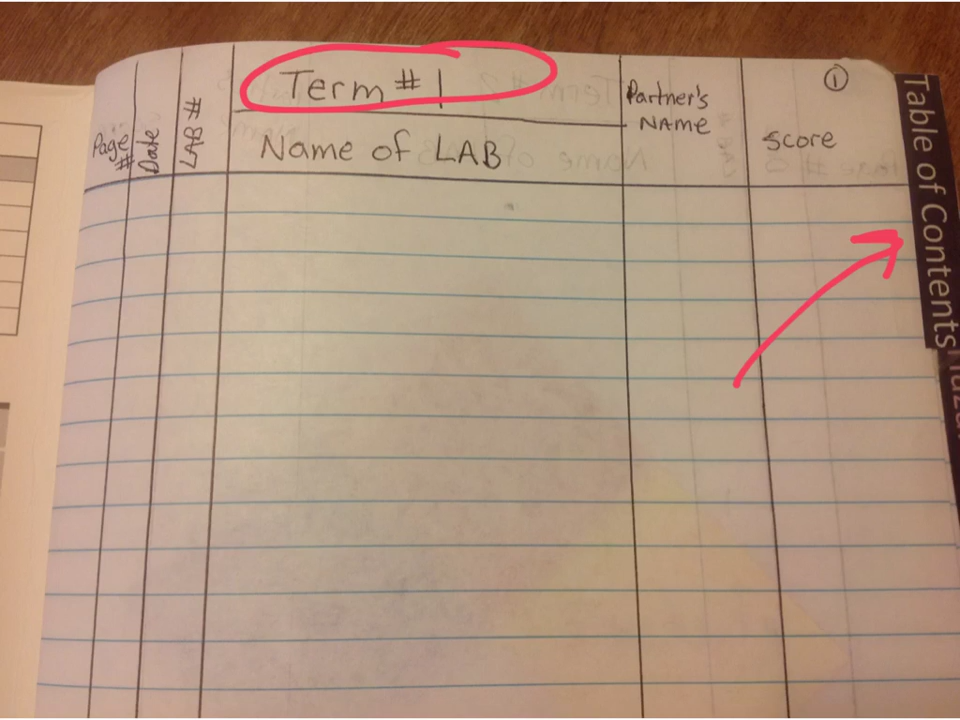 Term # 1
①
Page #
Date
LAB #
Name of LAB
Partner's
NAME
Score
Table of Contents